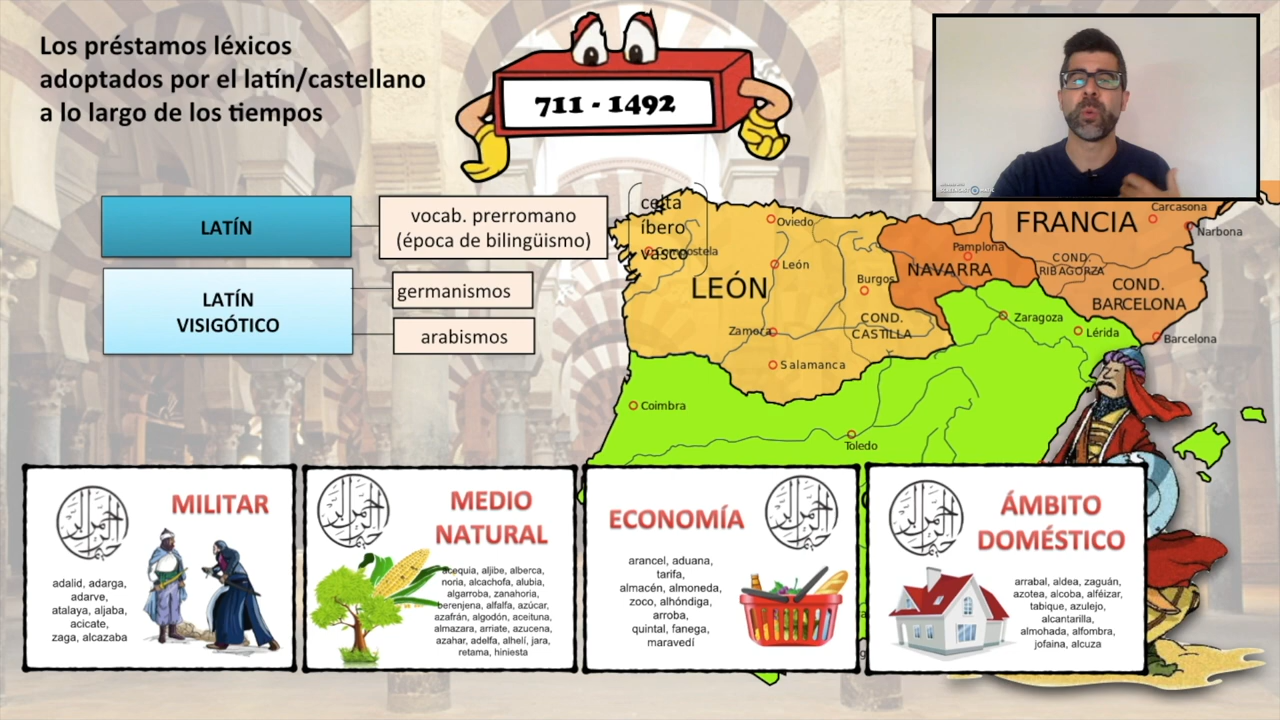 Los préstamos léxicos
adoptados por el latín/castellano
a lo largo de los tiempos
711 - 1492
LATÍN
vocab. prerromano
(época de bilingüismo)
celta
íbero
vasco
LATÍN
VISIGÓTICO
germanismos
arabismos
FRANCIA
Carcasona
Narbona
Oviedo
Compostela
León
LEÓN
Burgos
Pamplona
NAVARRA
COND.
RIBAGORZA
COND.
BARCELONA
COND.
CASTILLA
Zamora
Zaragoza
Lérida
Barcelona
Salamanca
Coimbra
Toledo
MILITAR
adalid, adarga,
adarve,
atalaya, aljaba,
acicate,
zaga, alcazaba
MEDIO
NATURAL
acequia, aljibe, alberca,
noria, alcachofa, alubia,
algarroba, zanahoria,
berenjena, alfalfa, azúcar,
azafrán, algodón, aceituna,
almazara, arriate, azucena,
azahar, adelfa, alhelí, jara,
retama, hiniesta
ECONOMÍA
arancel, aduana,
tarifa,
almacén, almoneda,
zoco, alhóndiga,
arroba,
quintal, fanega,
maravedí
ÁMBITO
DOMÉSTICO
arrabal, aldea, zaguán,
azotea, alcoba, alféizar,
tabique, azulejo,
alcantarilla,
almohada, alfombra,
jofaina, alcuza